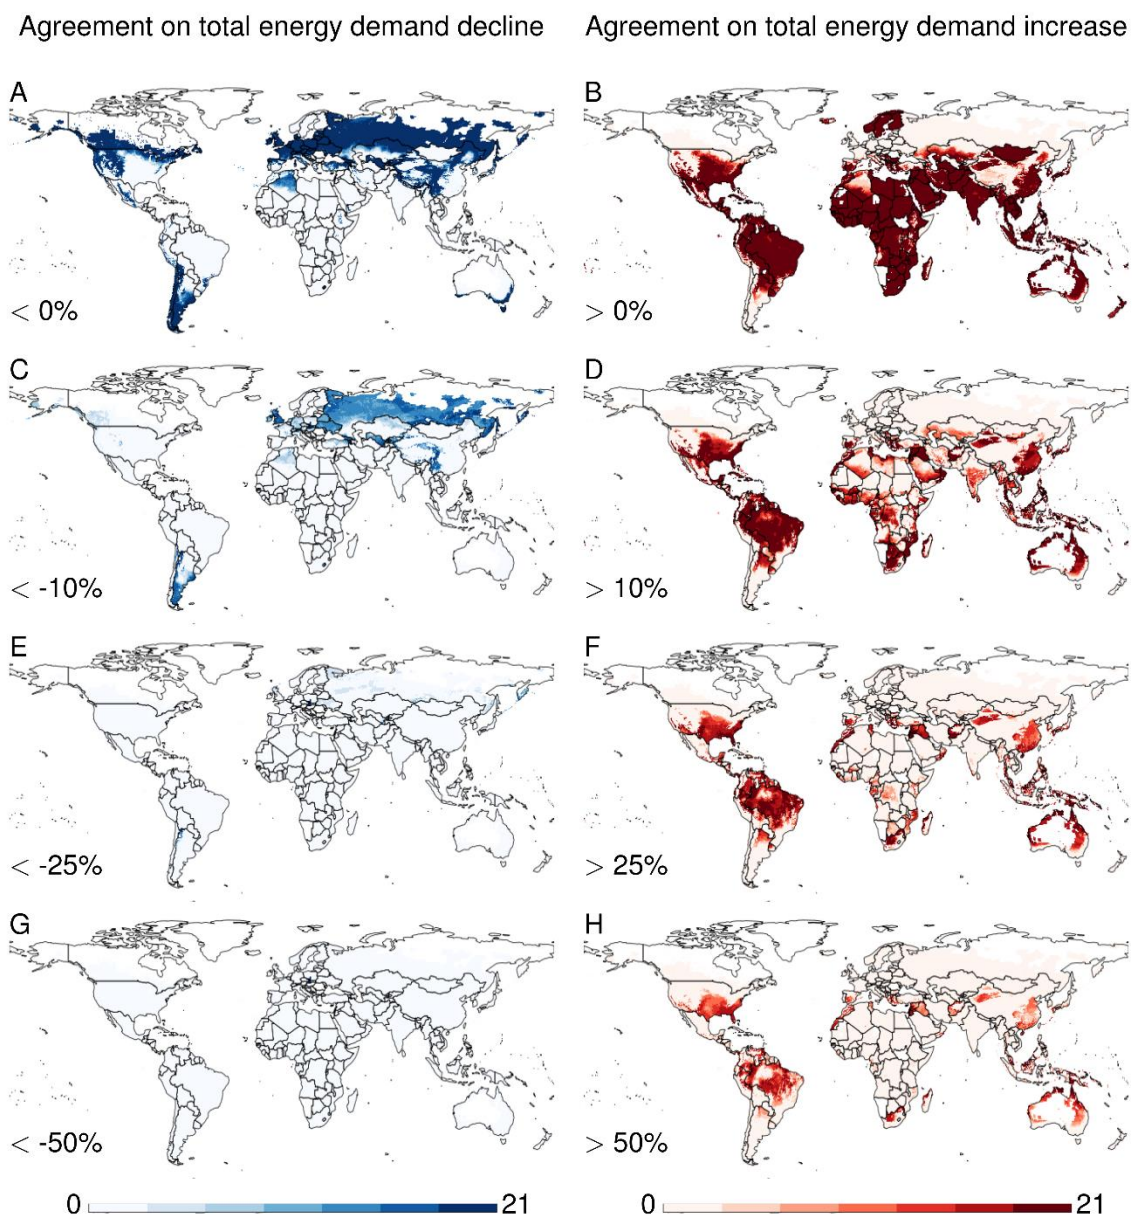 Agreement on total energy demand decline
Agreement on total energy demand increase
A
B
< 0%
> 0%
C
D
< -10%
> 10%
E
F
< -25%
> 25%
G
H
< -50%
> 50%
0
21
0
21